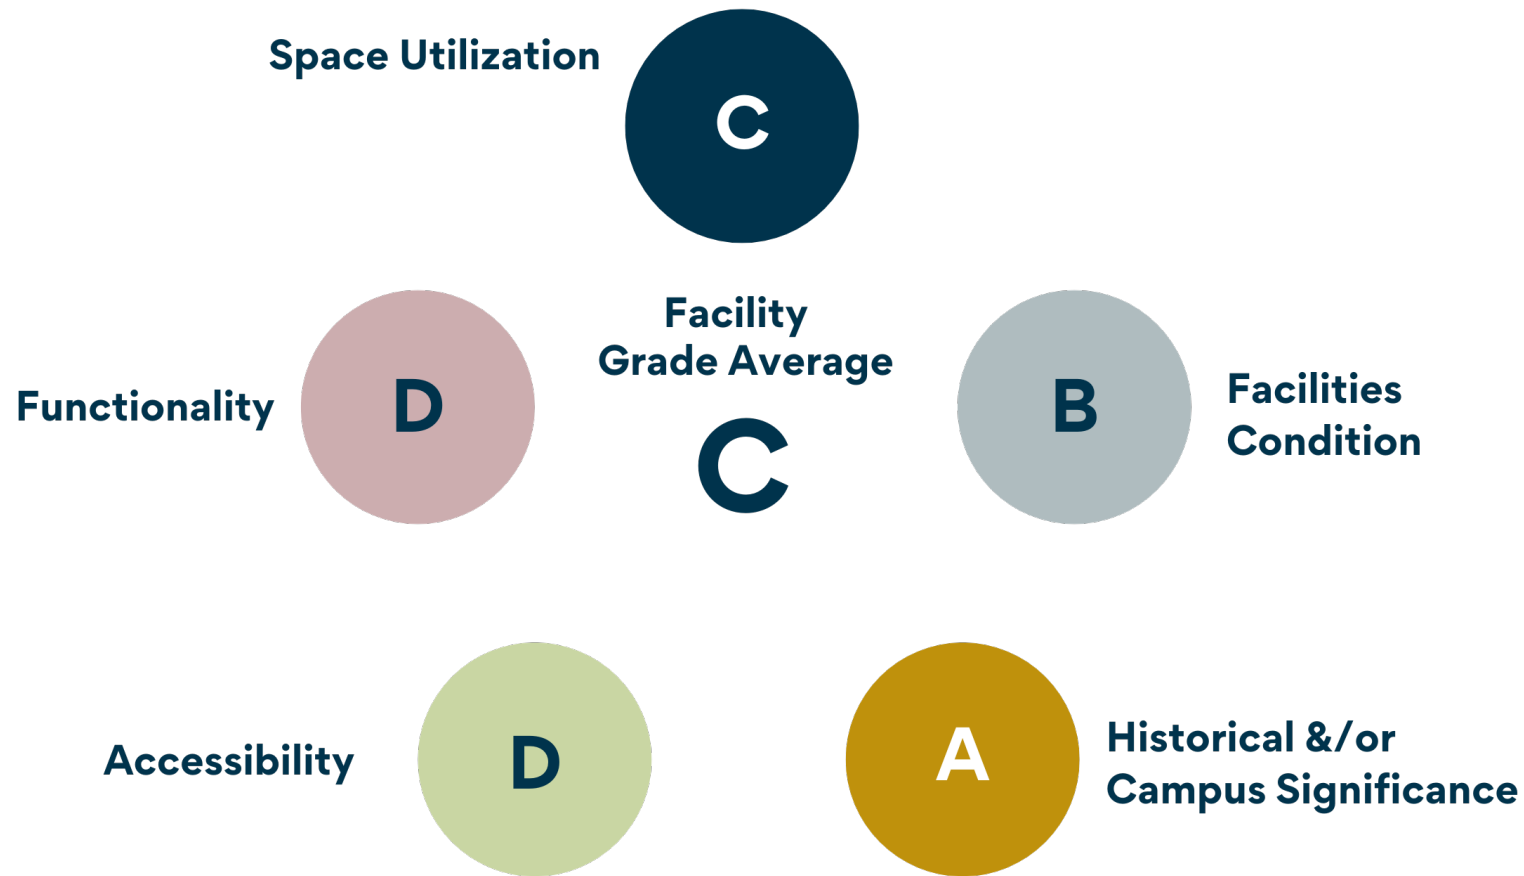 Space Utilization
C
Facility
Grade Average
C
Functionality
D
B
Facilities
Condition
Accessibility
D
A
Historical &/or
Campus Significance